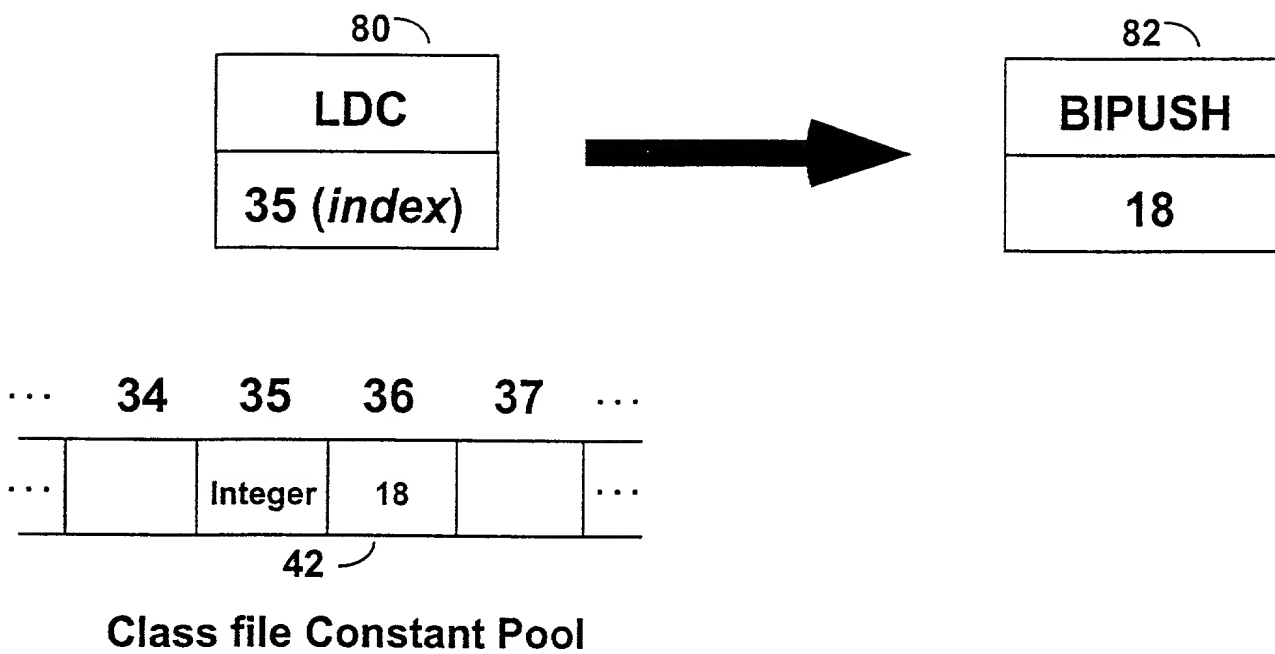 80 82
LDC BIPUSH
35 (index) 18
... 34 35 36 37 ...
... Integer 18 ...
42
Class file Constant Pool